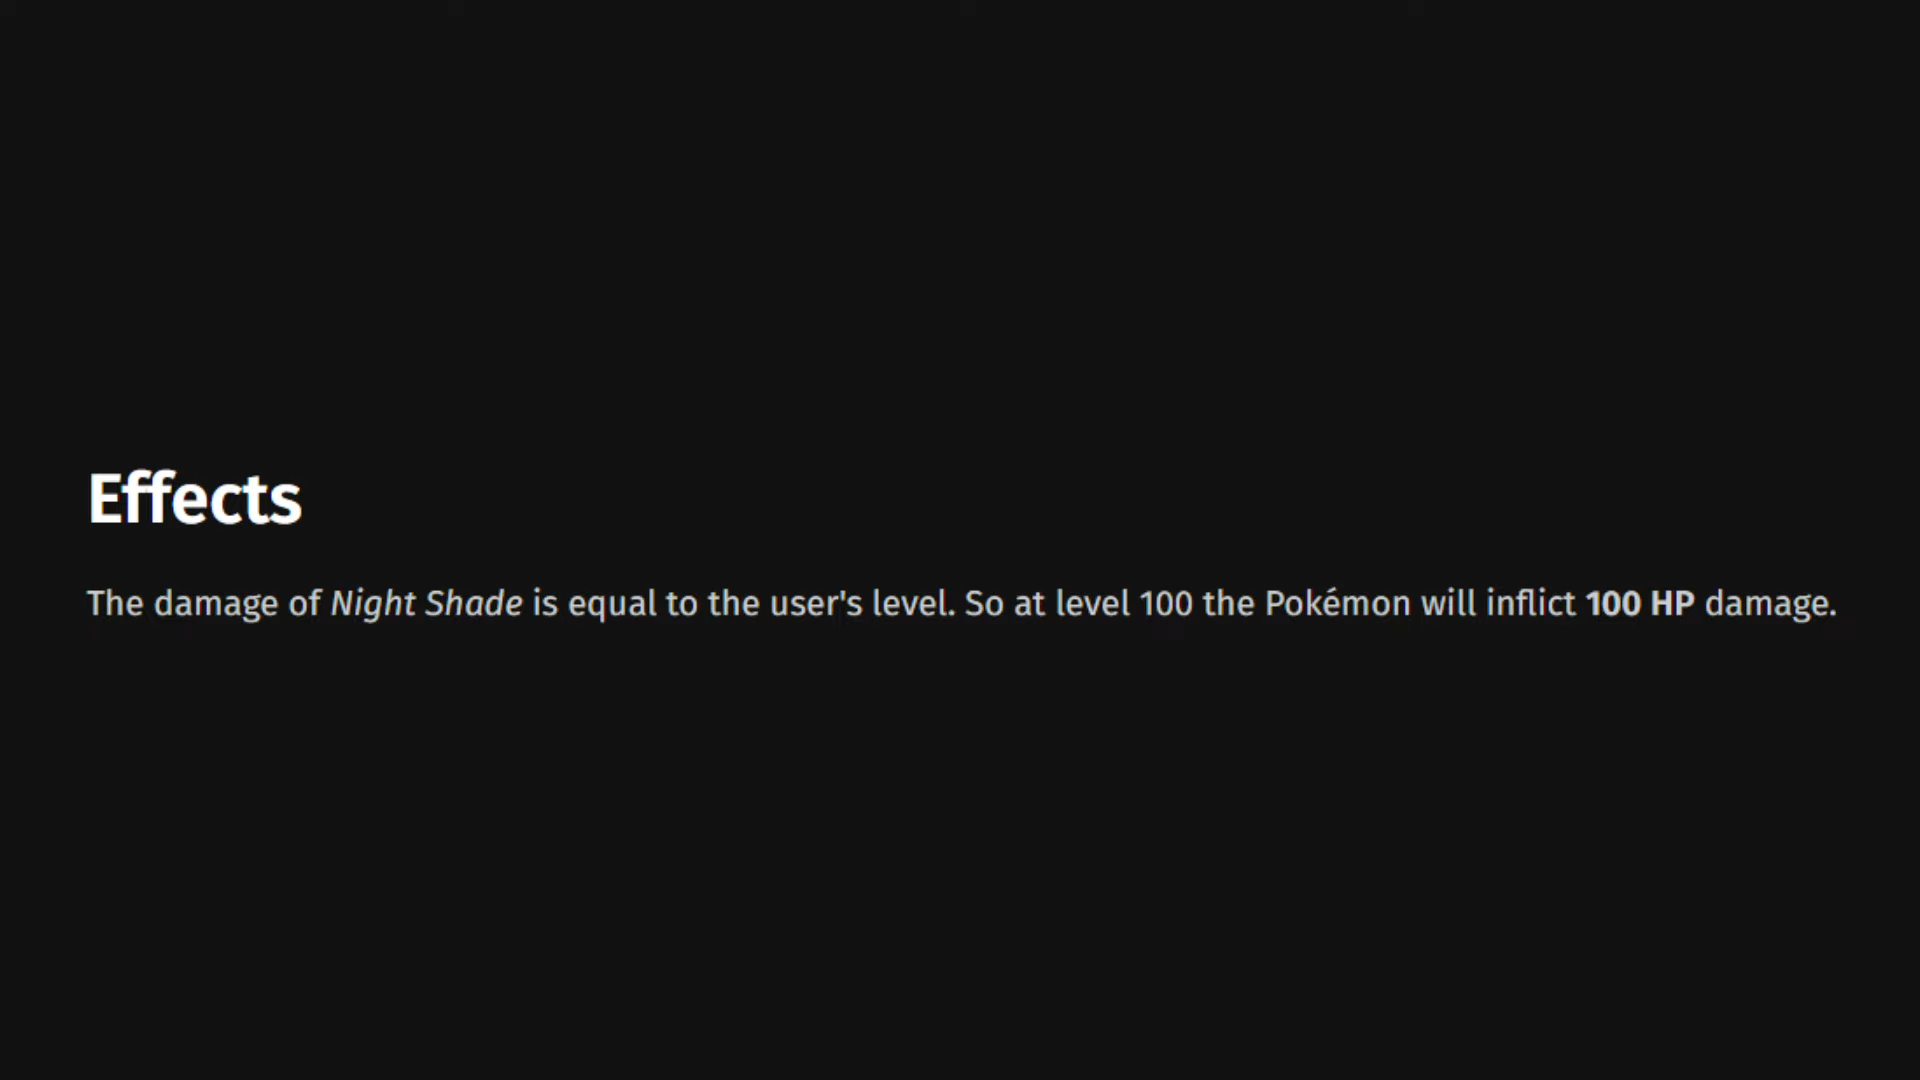 Effects
The damage of Night Shade is equal to the user's level. So at level 100 the Pokémon will inflict 100 HP damage.